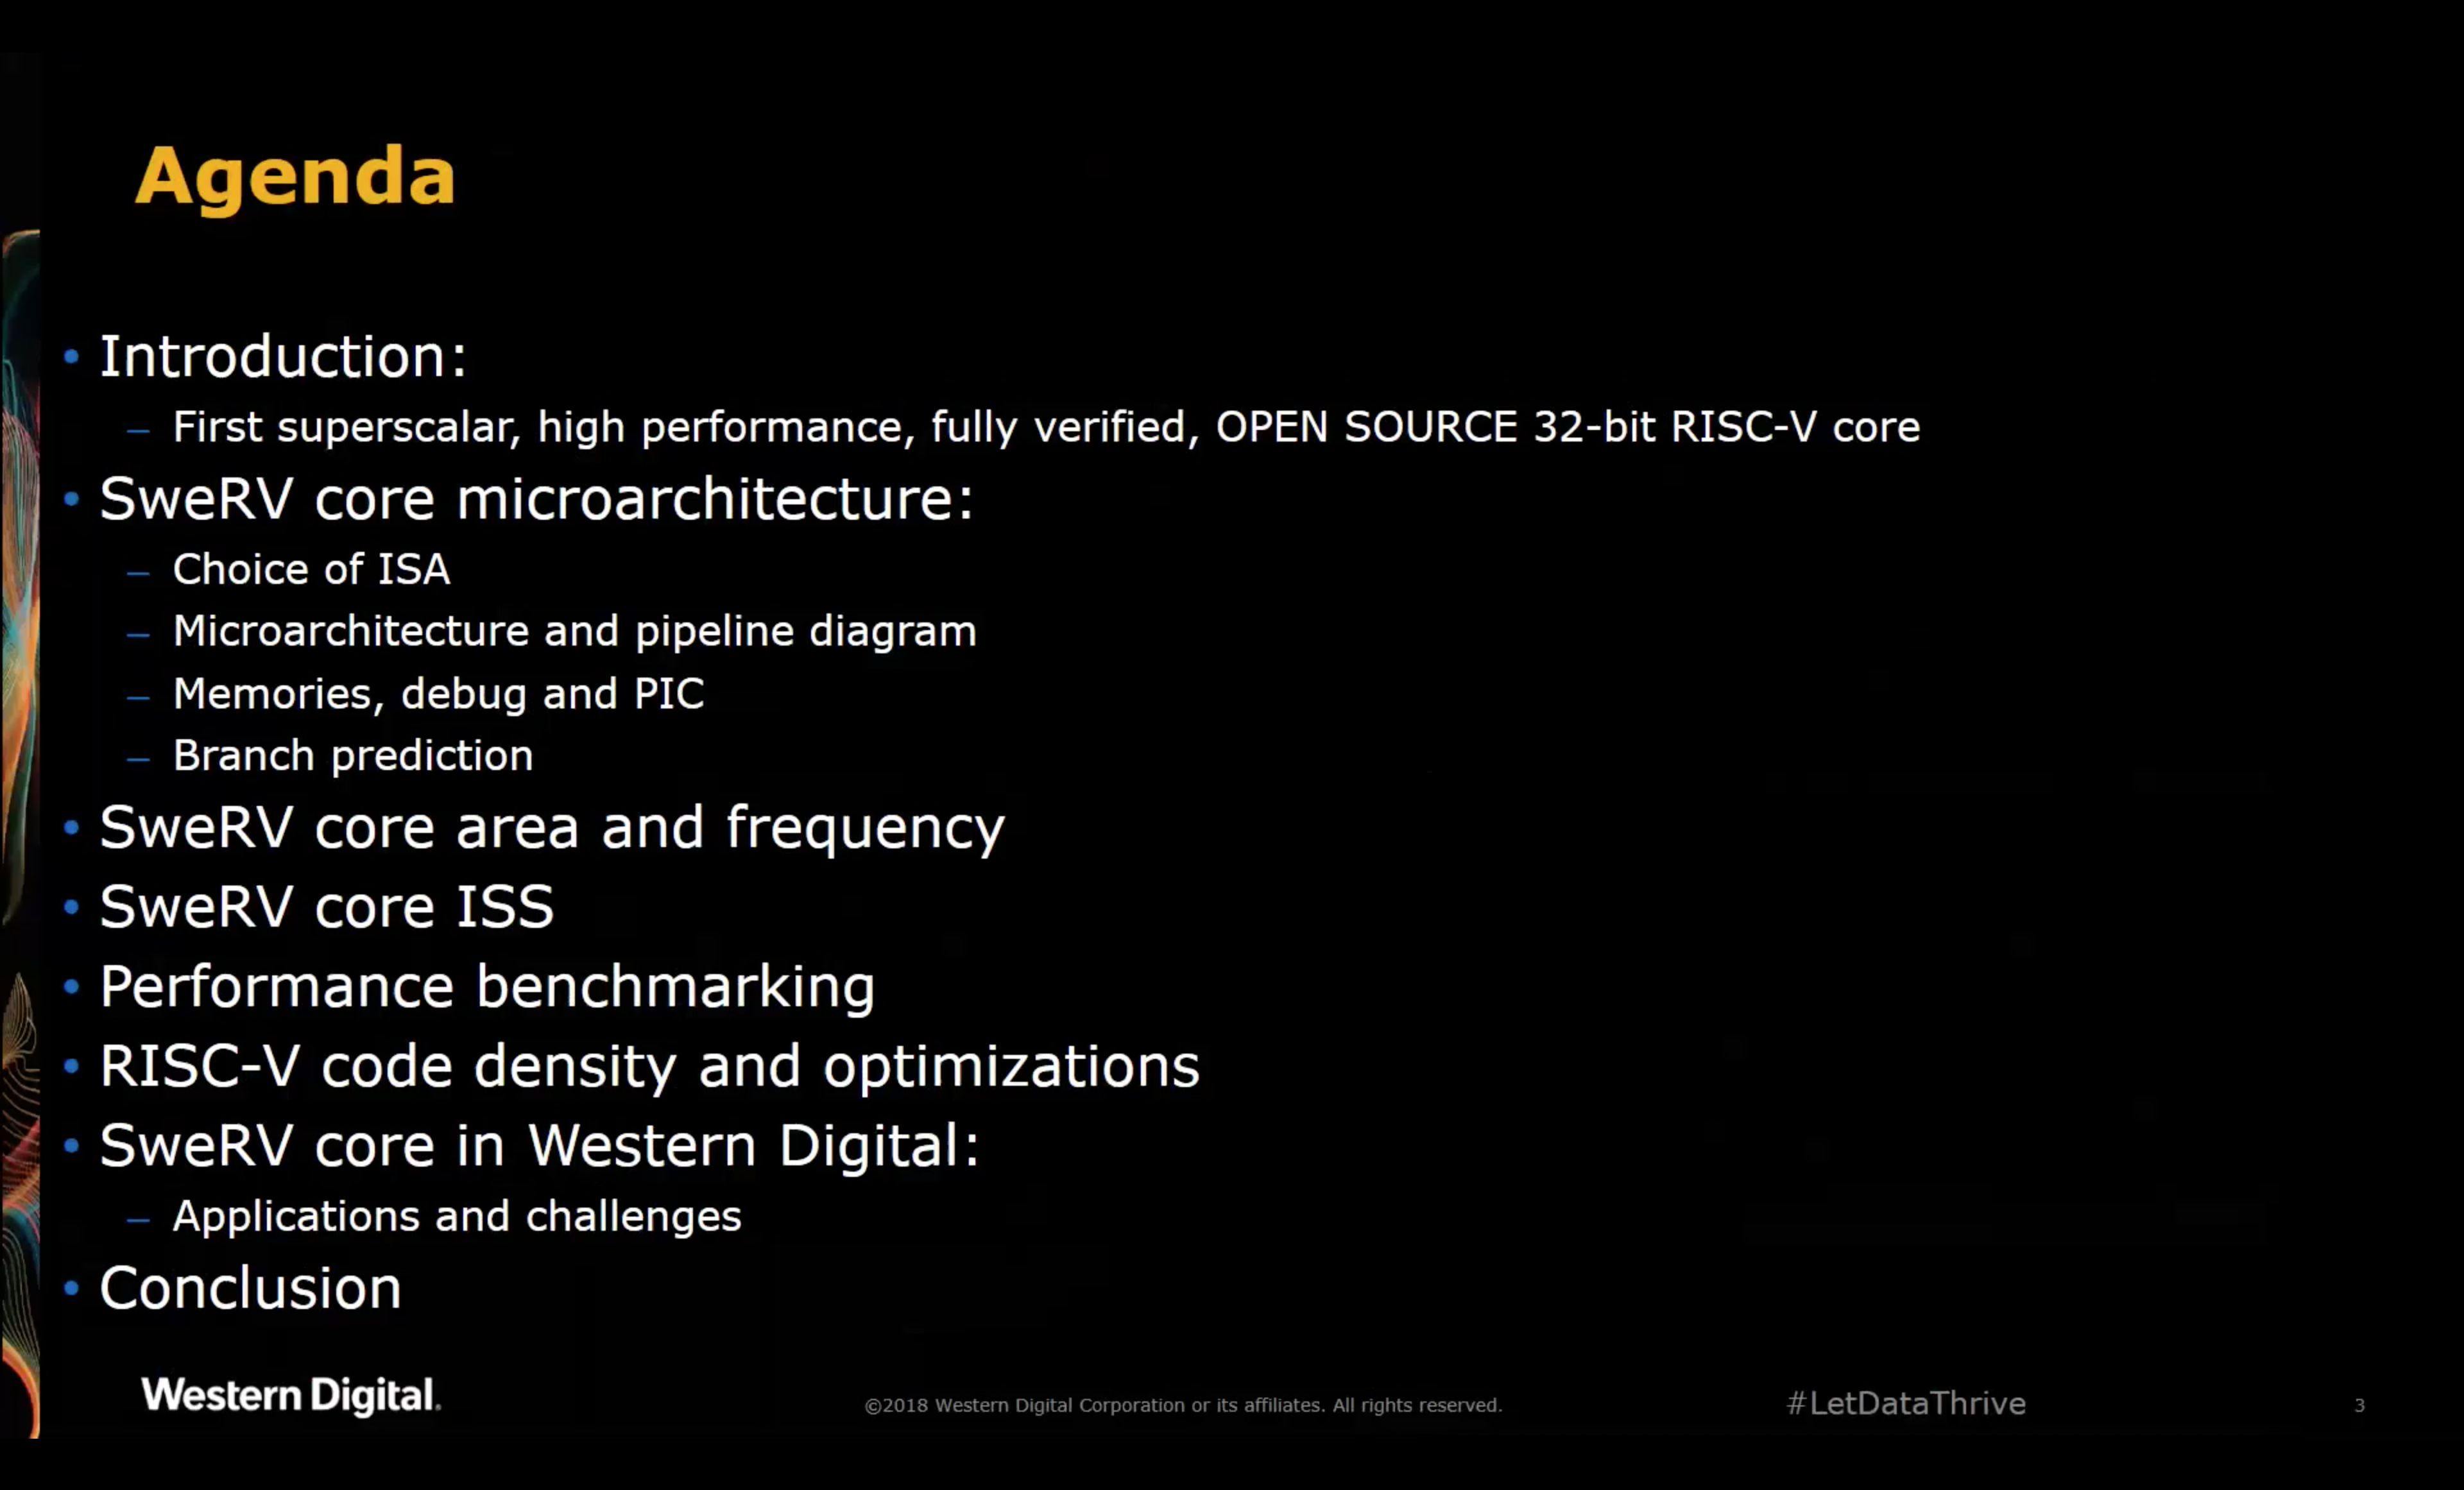 Agenda
• Introduction:
– First superscalar, high performance, fully verified, OPEN SOURCE 32-bit RISC-V core
• SweRV core microarchitecture:
– Choice of ISA
– Microarchitecture and pipeline diagram
– Memories, debug and PIC
– Branch prediction
• SweRV core area and frequency
• SweRV core ISS
• Performance benchmarking
• RISC-V code density and optimizations
• SweRV core in Western Digital:
– Applications and challenges
• Conclusion
Western Digital.
©2018 Western Digital Corporation or its affiliates. All rights reserved.
#LetDataThrive
3